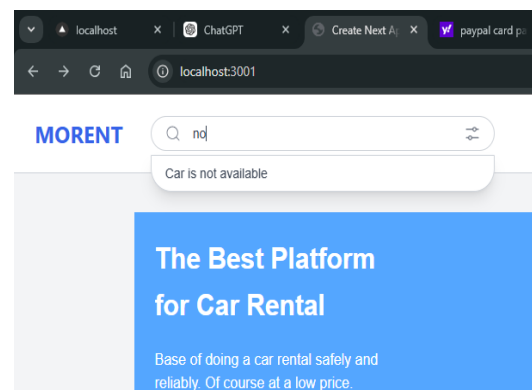 localhost
ChatGPT
Create Next Ap
paypal card pa
localhost:3001
MORENT
no
Car is not available
The Best Platform
for Car Rental
Base of doing a car rental safely and
reliably. Of course at a low price.